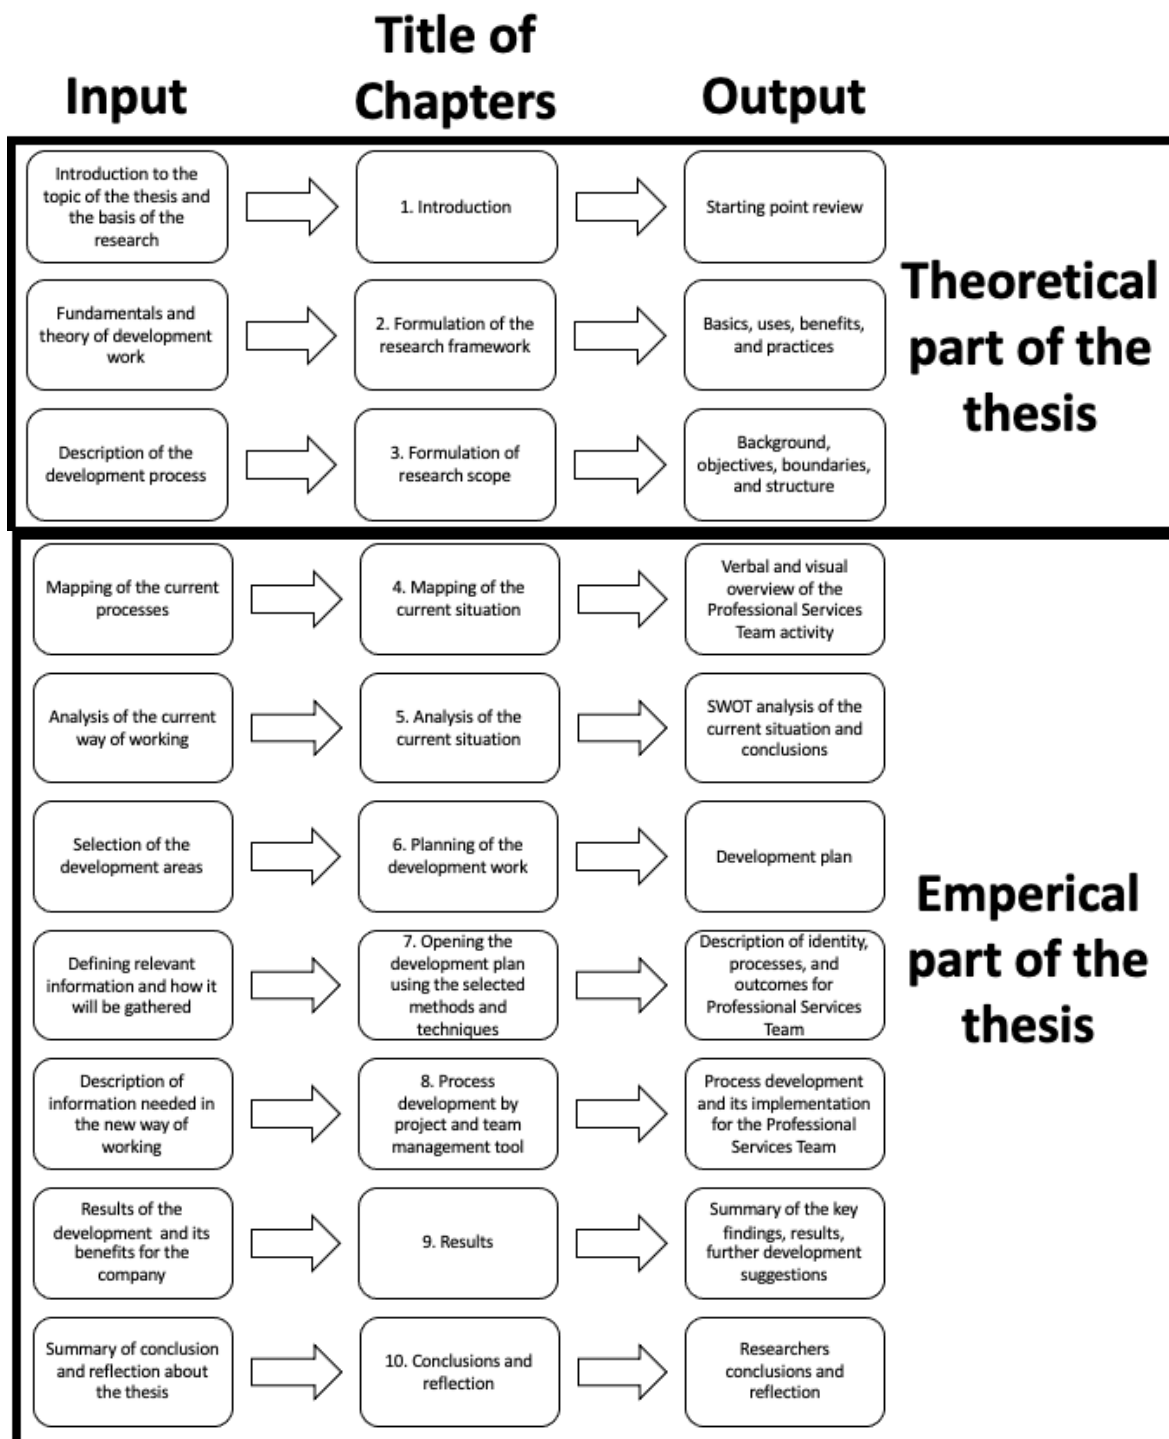 Input
Title of
Chapters
Output
Introduction to the
topic of the thesis and
the basis of the
research
1. Introduction
Starting point review
Fundamentals and
theory of development
work
2. Formulation of the
research framework
Basics, uses, benefits,
and practices
Description of the
development process
3. Formulation of
research scope
Background,
objectives, boundaries,
and structure
Theoretical
part of the
thesis
Mapping of the current
processes
4. Mapping of the
current situation
Verbal and visual
overview of the
Professional Services
Team activity
Analysis of the current
way of working
5. Analysis of the
current situation
SWOT analysis of the
current situation and
conclusions
Selection of the
development areas
6. Planning of the
development work
Development plan
Defining relevant
information and how it
will be gathered
7. Opening the
development plan
using the selected
methods and
techniques
Description of identity,
processes, and
outcomes for
Professional Services
Team
Description of
information needed in
the new way of
working
8. Process
development by
project and team
management tool
Process development
and its implementation
for the Professional
Services Team
Results of the
development and its
benefits for the
company
9. Results
Summary of the key
findings, results,
further development
suggestions
Summary of conclusion
and reflection about
the thesis
10. Conclusions and
reflection
Researchers
conclusions and
reflection
Emperical
part of the
thesis